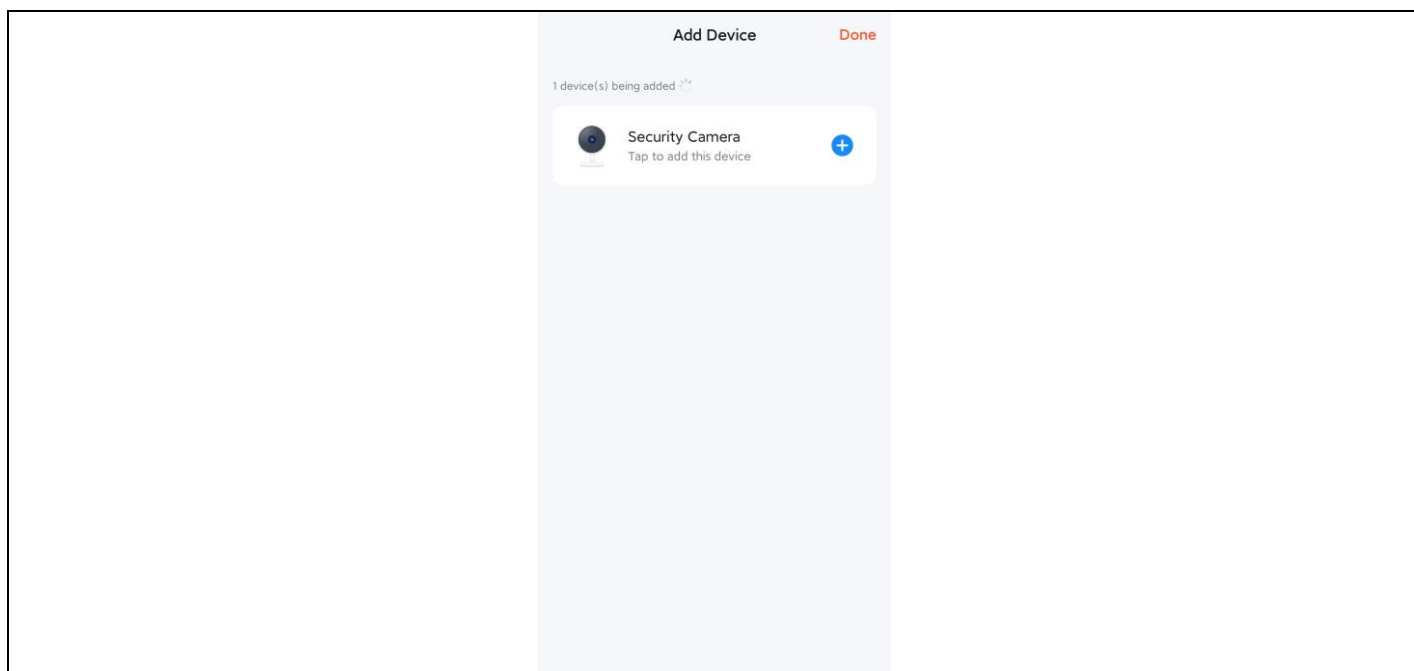 Add Device
Done
1 device(s) being added
Security Camera
Tap to add this device